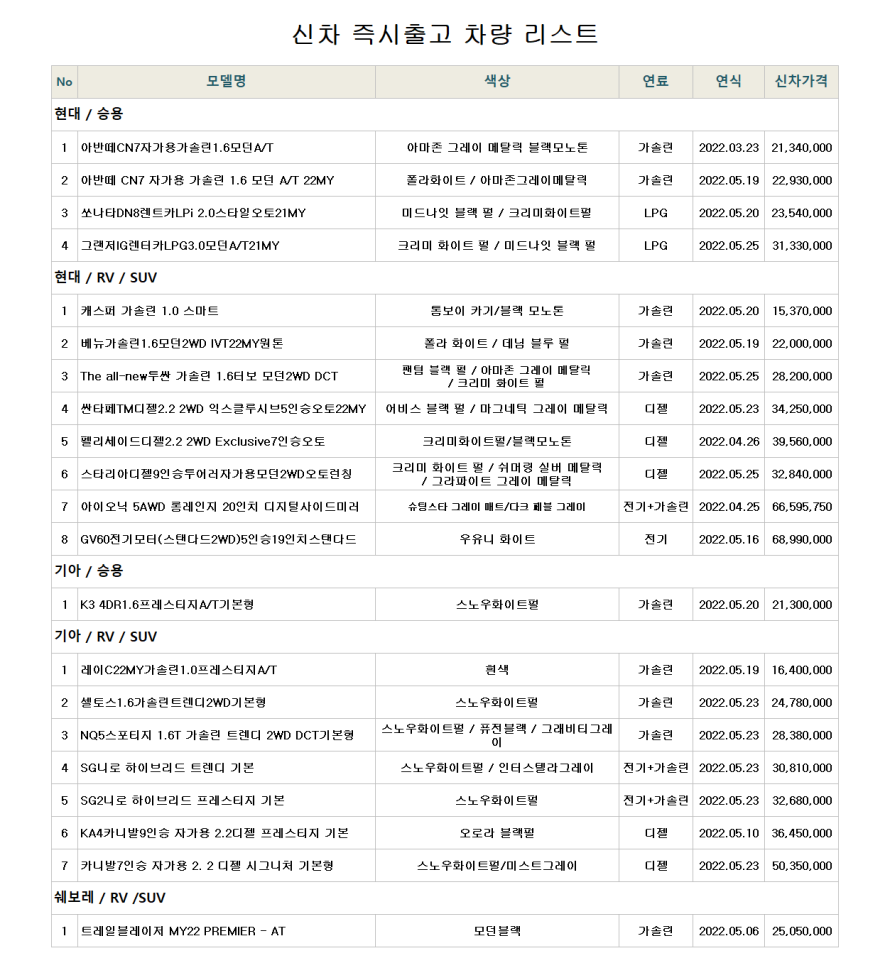 신차 즉시출고 차량 리스트
No 모델명 색상 연료 연식 신차가격
현대 / 승용
1 아반떼CN7자가용가솔린1.6모던A/T 아마존 그레이 메탈릭 블랙모노톤 가솔린 2022.03.23 21,340,000
2 아반떼 CN7 자가용 가솔린 1.6 모던 A/T 22MY 폴라화이트 / 아마존그레이메탈릭 가솔린 2022.05.19 22,930,000
3 쏘나타DN8렌트카LPi 2.0스타일오토21MY 미드나잇 블랙 펄 / 크리미화이트펄 LPG 2022.05.20 23,540,000
4 그랜저IG렌터카LPG3.0모던A/T21MY 크리미 화이트 펄 / 미드나잇 블랙 펄 LPG 2022.05.25 31,330,000
현대 / RV / SUV
1 캐스퍼 가솔린 1.0 스마트 톰보이 카기/블랙 모노톤 가솔린 2022.05.20 15,370,000
2 베뉴가솔린1.6모던2WD IVT22MY원톤 폴라 화이트 / 데님 블루 펄 가솔린 2022.05.19 22,000,000
3 The all-new투싼 가솔린 1.6터보 모던2WD DCT 팬텀 블랙 펄 / 아마존 그레이 메탈릭 가솔린 2022.05.25 28,200,000
/ 크리미 화이트 펄
4 싼타페TM디젤2.2 2WD 익스클루시브5인승오토22MY 어비스 블랙 펄 / 마그네틱 그레이 메탈릭 디젤 2022.05.23 34,250,000
5 펠리세이드디젤2.2 2WD Exclusive7인승오토 크리미화이트펄/블랙모노톤 디젤 2022.04.26 39,560,000
6 스타리아디젤9인승투어러자가용모던2WD오토런칭 크리미 화이트 펄 / 쉬머링 실버 메탈릭 디젤 2022.05.25 32,840,000
/ 그라파이트 그레이 메탈릭
7 아이오닉 5AWD 롱레인지 20인치 디지털사이드미러 슈팅스타 그레이 매트/다크 페블 그레이 전기+가솔린 2022.04.25 66,595,750
8 GV60전기모터(스탠다드2WD)5인승19인치스탠다드 우유니 화이트 전기 2022.05.16 68,990,000
기아 / 승용
1 K3 4DR1.6프레스티지A/T기본형 스노우화이트펄 가솔린 2022.05.20 21,300,000
기아 / RV / SUV
1 레이C22MY가솔린1.0프레스티지A/T 흰색 가솔린 2022.05.19 16,400,000
2 셀토스1.6가솔린트렌디2WD기본형 스노우화이트펄 가솔린 2022.05.23 24,780,000
3 NQ5스포티지 1.6T 가솔린 트렌디 2WD DCT기본형 스노우화이트펄 / 퓨전블랙 / 그래비티그레 가솔린 2022.05.23 28,380,000
이
4 SG니로 하이브리드 트렌디 기본 스노우화이트펄 / 인터스텔라그레이 전기+가솔린 2022.05.23 30,810,000
5 SG2니로 하이브리드 프레스티지 기본 스노우화이트펄 전기+가솔린 2022.05.23 32,680,000
6 KA4카니발9인승 자가용 2.2디젤 프레스티지 기본 오로라 블랙펄 디젤 2022.05.10 36,450,000
7 카니발7인승 자가용 2. 2 디젤 시그니처 기본형 스노우화이트펄/미스트그레이 디젤 2022.05.23 50,350,000
쉐보레 / RV /SUV
1 트레일블레이저 MY22 PREMIER - AT 모던블랙 가솔린 2022.05.06 25,050,000